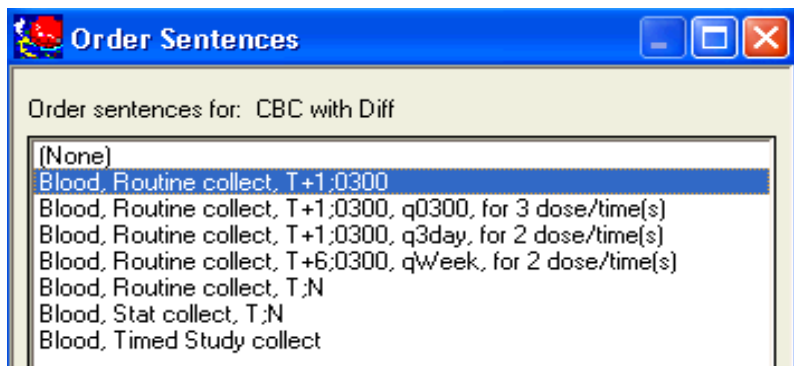 Order Sentences
Order sentences for: CBC with Diff
(None)
Blood, Routine collect, T+1;0300
Blood, Routine collect, T+1;0300, q0300, for 3 dose/time(s)
Blood, Routine collect, T+1;0300, q3day, for 2 dose/time(s)
Blood, Routine collect, T+6;0300, qWeek, for 2 dose/time(s)
Blood, Routine collect, T;N
Blood, Stat collect, T;N
Blood, Timed Study collect